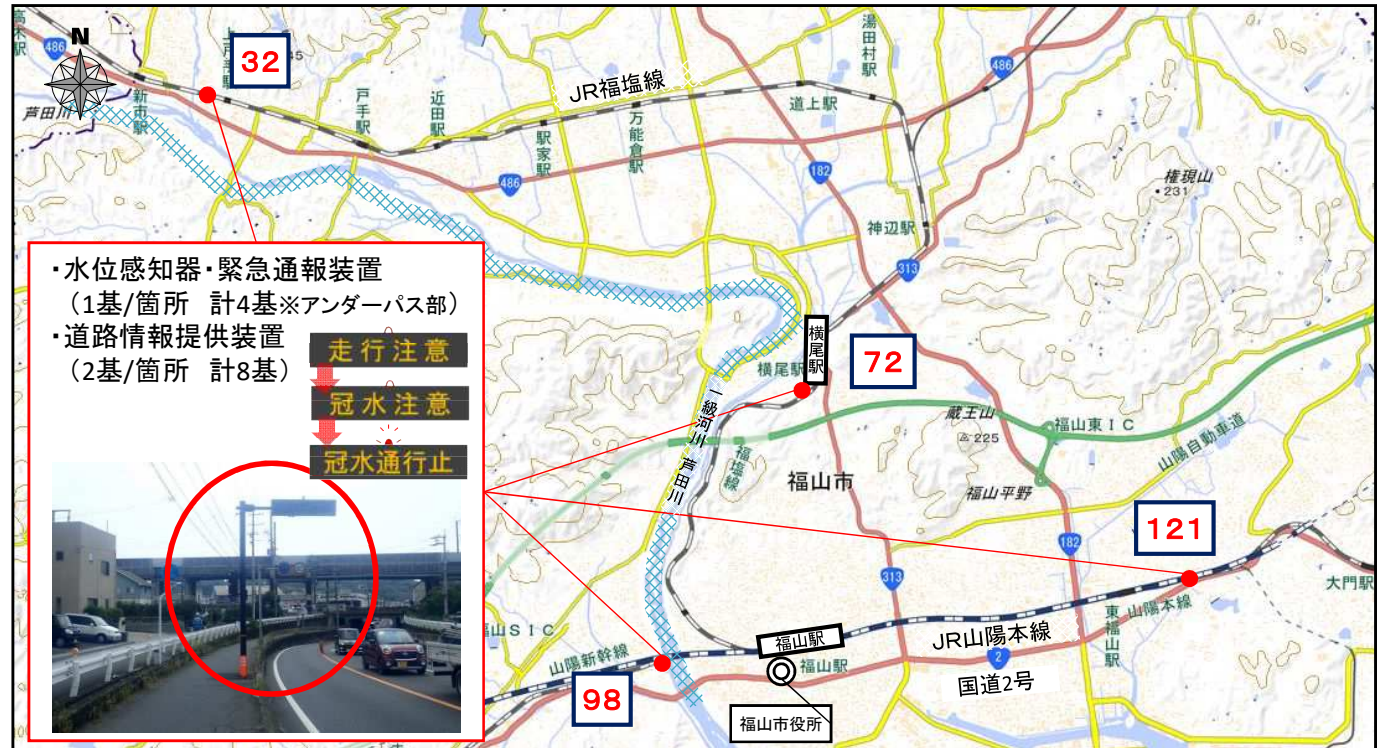 高木駅
486
N
芦田川
新市駅
45
32
戸手駅
近田駅
JR福塩線
駅家駅
万能倉駅
486
道上駅
湯田村駅
486
182
権現山
・231
神辺駅
313
・水位感知器・緊急通報装置
（1基/箇所 計4基※アンダーパス部）
・道路情報提供装置
（2基/箇所 計8基）
走行注意
冠水注意
冠水通行止
横尾駅
横尾駅
72
一級河川 芦田川
福塩線
福山市
蔵王山
225
福山東IC
山陽自動車道
福山平野
182
121
313
大門駅
山SIC
山陽新幹線
98
福山駅
福山駅
JR山陽本線
2
国道2号
東福山駅
山陽本線
福山市役所